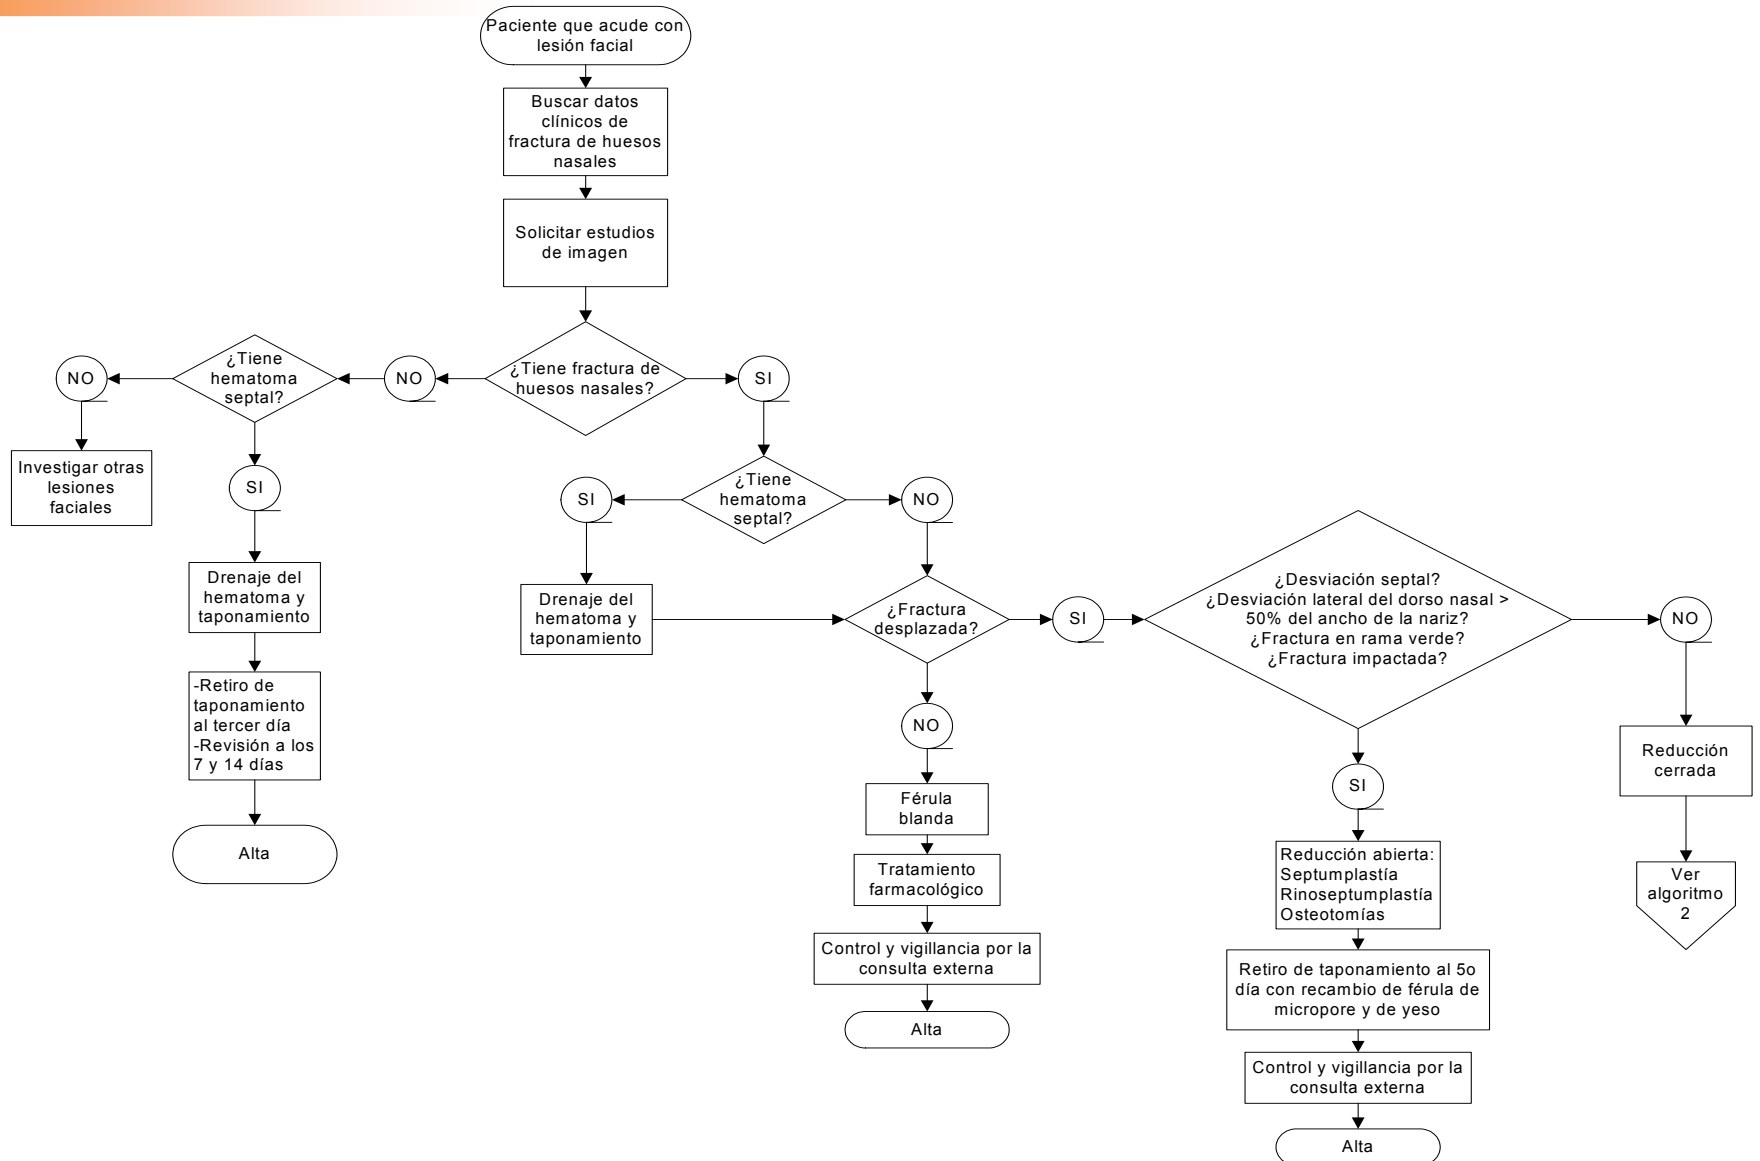 Paciente que acude con
lesión facial
Buscar datos
clínicos de
fractura de huesos
nasales
Solicitar estudios
de imagen
¿Tiene fractura de
huesos nasales?
NO
¿Tiene
hematoma
septal?
NO
Investigar otras
lesiones
faciales
SI
Drenaje del
hematoma y
taponamiento
-Retiro de
taponamiento
al tercer día
-Revisión a los
7 y 14 días
Alta
SI
¿Tiene
hematoma
septal?
SI
Drenaje del
hematoma y
taponamiento
NO
¿Fractura
desplazada?
NO
Férula
blanda
Tratamiento
farmacológico
Control y vigillancia por la
consulta externa
Alta
SI
¿Desviación septal?
¿Desviación lateral del dorso nasal >
50% del ancho de la nariz?
¿Fractura en rama verde?
¿Fractura impactada?
SI
Reducción abierta:
Septumplastía
Rinoseptumplastía
Osteotomías
Retiro de taponamiento al 5o
día con recambio de férula de
micropore y de yeso
Control y vigillancia por la
consulta externa
Alta
NO
Reducción
cerrada
Ver
algoritmo
2